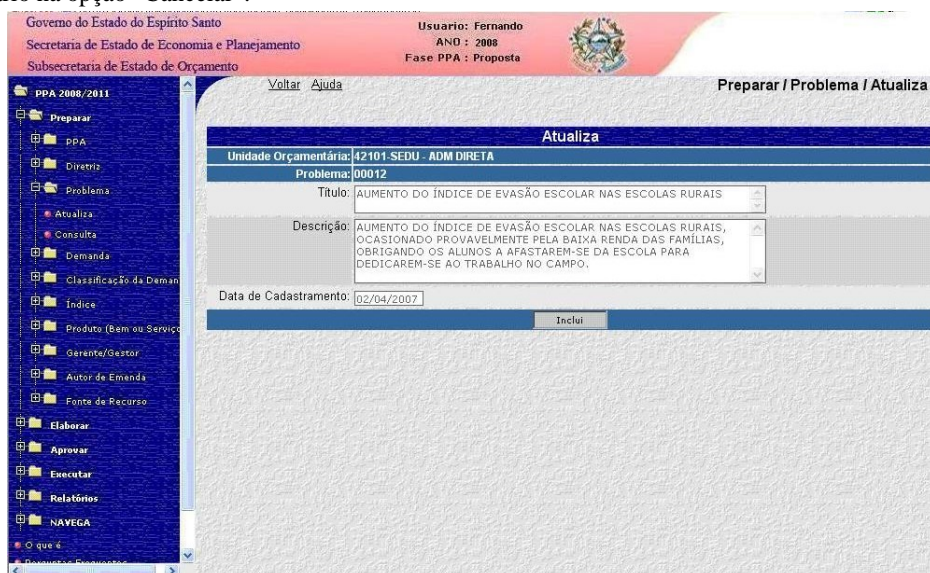 Governo do Estado do Espírito Santo
Secretaria de Estado de Economia e Planejamento
Subsecretaria de Estado de Orçamento
Usuario: Fernando
ANO : 2008
Fase PPA : Proposta
Voltar Ajuda
Preparar / Problema / Atualiza
PPA 2008/2011
Preparar
PPA
Diretriz
Problema
Atualiza
Consulta
Demanda
Classificação da Deman
Índice
Produto (Bem ou Serviço
Gerente/Gestor
Autor de Emenda
Fonte de Recurso
Elaborar
Aprovar
Executar
Relatórios
NAVEGA
O que é
Perguntas Frequentes
Atualiza
Unidade Orçamentária: 42101-SEDU - ADM DIRETA
Problema: 00012
Título: AUMENTO DO ÍNDICE DE EVASÃO ESCOLAR NAS ESCOLAS RURAIS
Descrição: AUMENTO DO ÍNDICE DE EVASÃO ESCOLAR NAS ESCOLAS RURAIS,
OCASIONADO PROVAVELMENTE PELA BAIXA RENDA DAS FAMÍLIAS,
OBRIGANDO OS ALUNOS A AFASTAREM-SE DA ESCOLA PARA
DEDICAREM-SE AO TRABALHO NO CAMPO.
Data de Cadastramento: 02/04/2007
Inclui